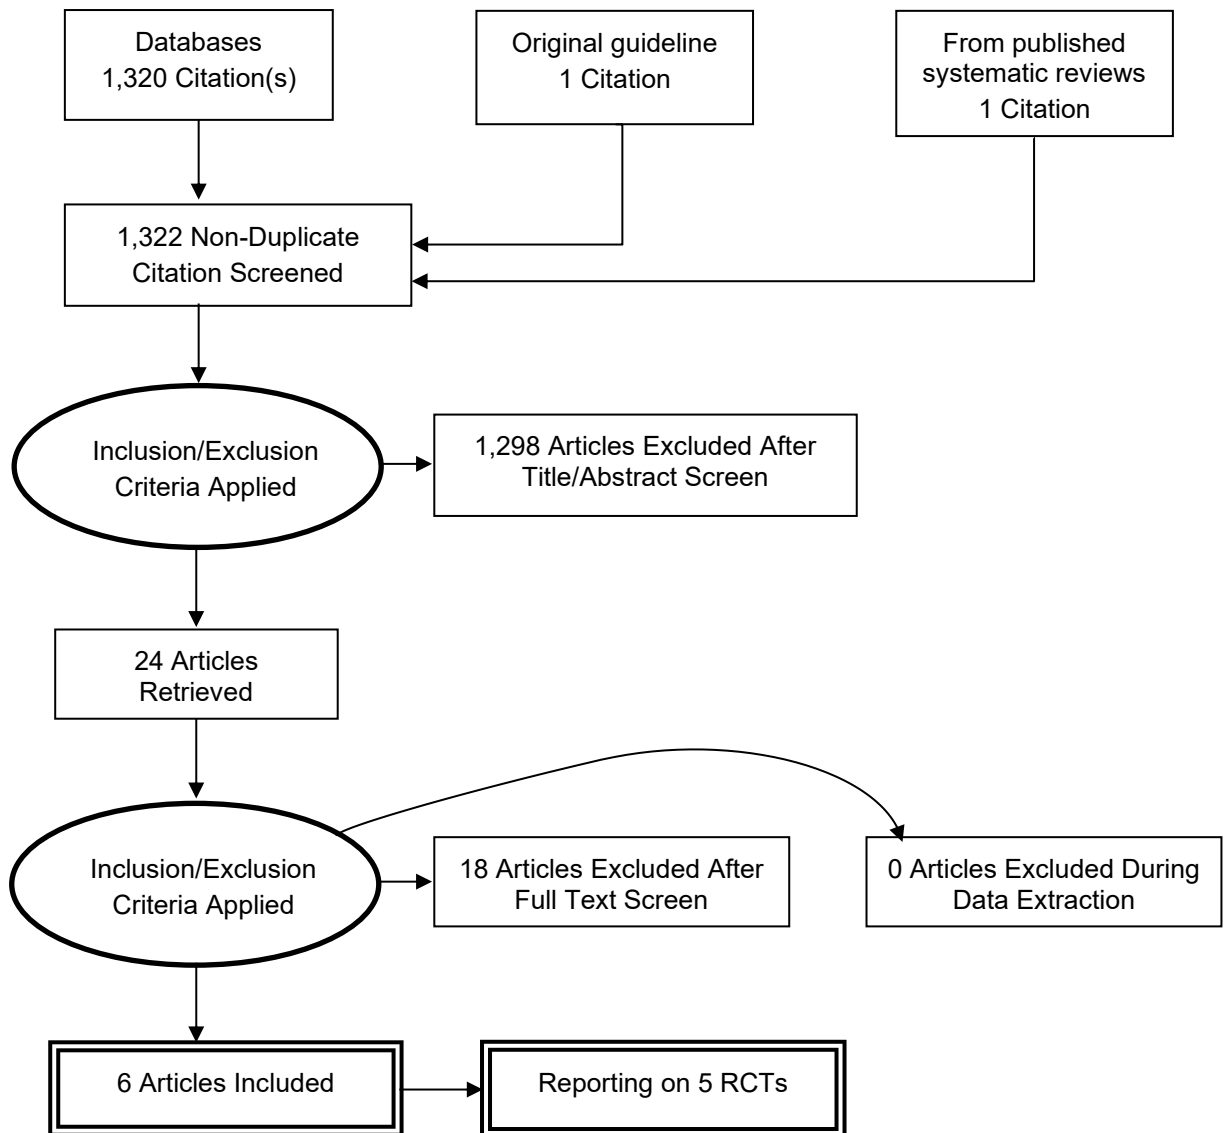 Databases
1,320 Citation(s)
Original guideline
1 Citation
From published
systematic reviews
1 Citation
1,322 Non-Duplicate
Citation Screened
Inclusion/Exclusion
Criteria Applied
1,298 Articles Excluded After
Title/Abstract Screen
24 Articles
Retrieved
Inclusion/Exclusion
Criteria Applied
18 Articles Excluded After
Full Text Screen
0 Articles Excluded During
Data Extraction
6 Articles Included
Reporting on 5 RCTs